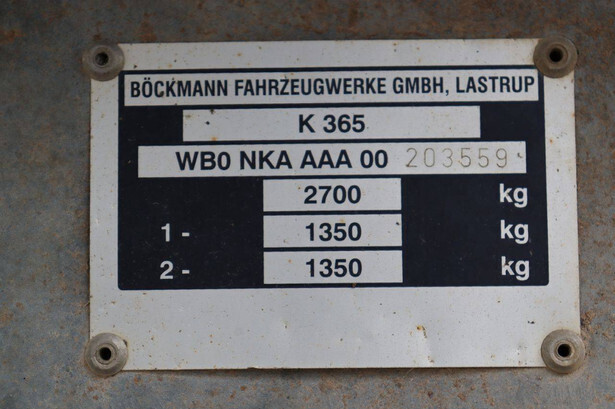 BÖCKMANN FAHRZEUGWERKE GMBH, LASTRUP
K 365
WB0 NKA AAA 00 203559
2700 kg
1- 1350 kg
2- 1350 kg